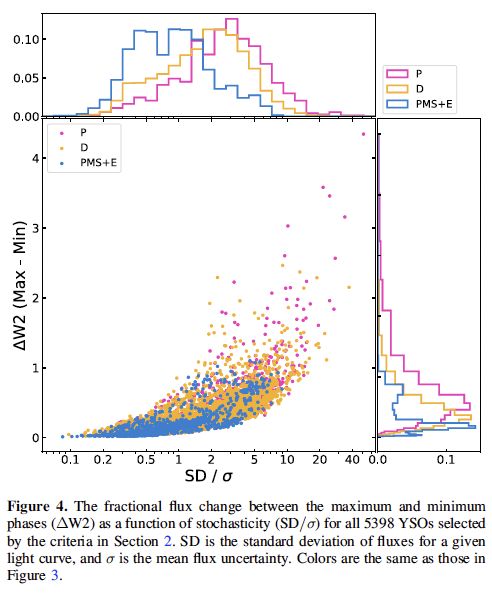 0.10
0.05
0.00
P
D
PMS+E
P
D
PMS+E
4
3
2
1
0
ΔW2 (Max - Min)
0.1 0.2 0.5 1 2 5 10 20 40
0.0 0.1
SD / σ
Figure 4. The fractional flux change between the maximum and minimum
phases (ΔW2) as a function of stochasticity (SD/σ) for all 5398 YSOs selected
by the criteria in Section 2. SD is the standard deviation of fluxes for a given
light curve, and σ is the mean flux uncertainty. Colors are the same as those in
Figure 3.